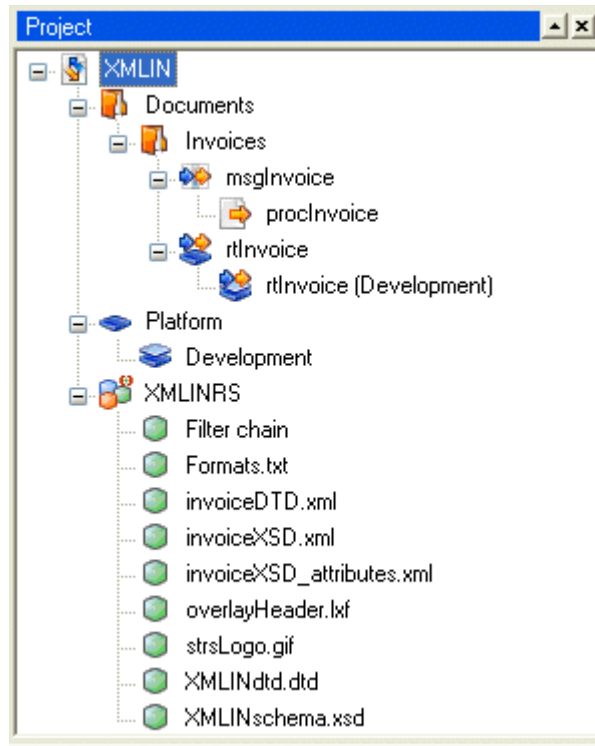 Project
XMLIN
Documents
Invoices
msgInvoice
procInvoice
rtInvoice
rtInvoice (Development)
Platform
Development
XMLINRS
Filter chain
Formats.txt
invoiceDTD.xml
invoiceXSD.xml
invoiceXSD_attributes.xml
overlayHeader.lxf
strsLogo.gif
XMLINdtd.dtd
XMLINschema.xsd